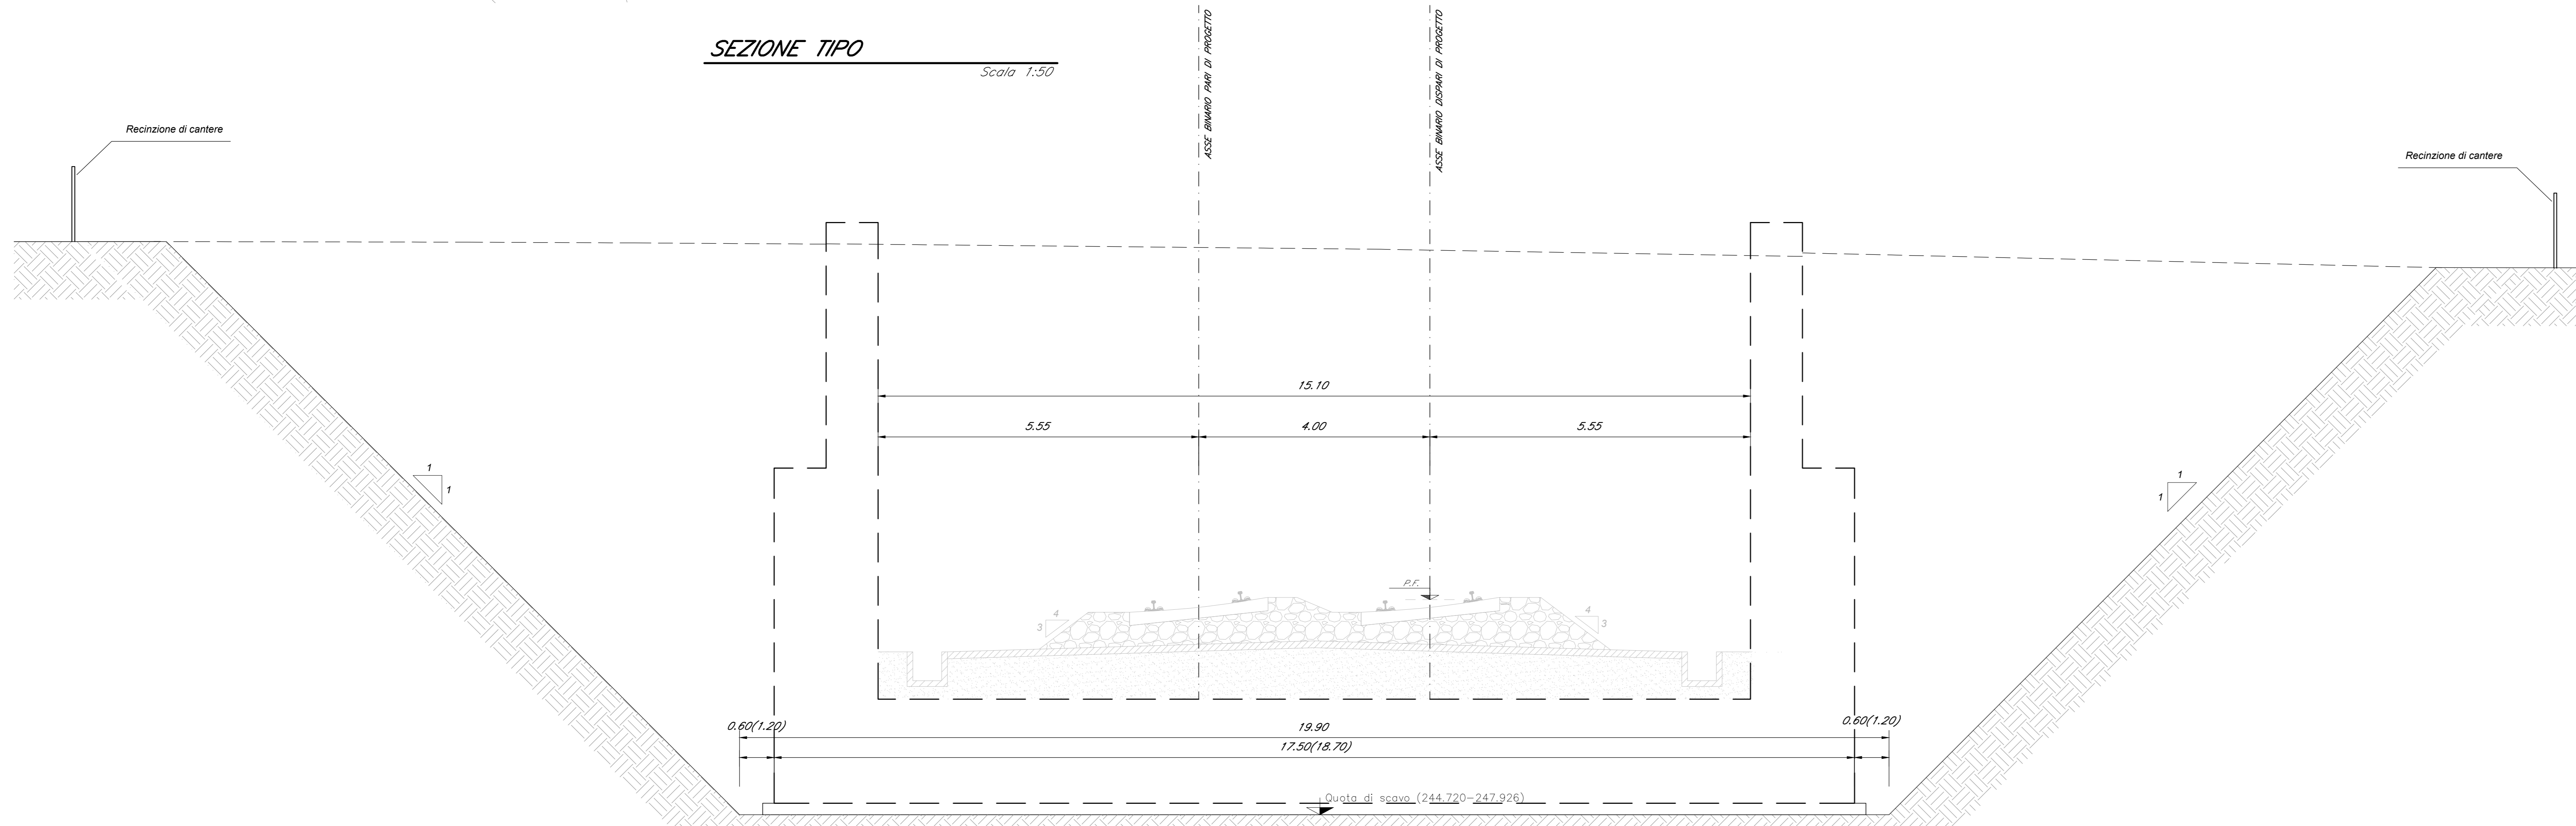 SEZIONE TIPO
Scala 1:50
ASSE BINARIO PARI DI PROGETTO
ASSE BINARIO DISPARI DI PROGETTO
Recinzione di cantere
Recinzione di cantere
15.10
5.55
4.00
5.55
1
1
1
1
P.F.
4
3
4
3
0.60(1.20)
19.90
0.60(1.20)
17.50(18.70)
Quota di scavo (244.720-247.926)